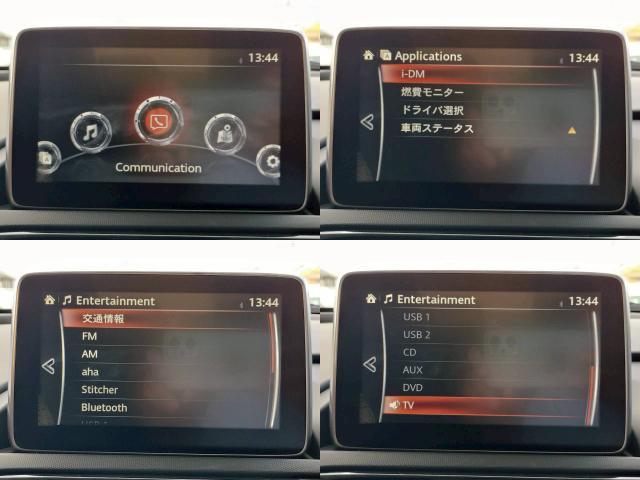 13:44
Communication
Applications 13:44
i-DM
燃費モニター
ドライバ選択
車両ステータス
Entertainment 13:44
交通情報
FM
AM
aha
Stitcher
Bluetooth
USB 1
Entertainment 13:44
USB 1
USB 2
CD
AUX
DVD
TV